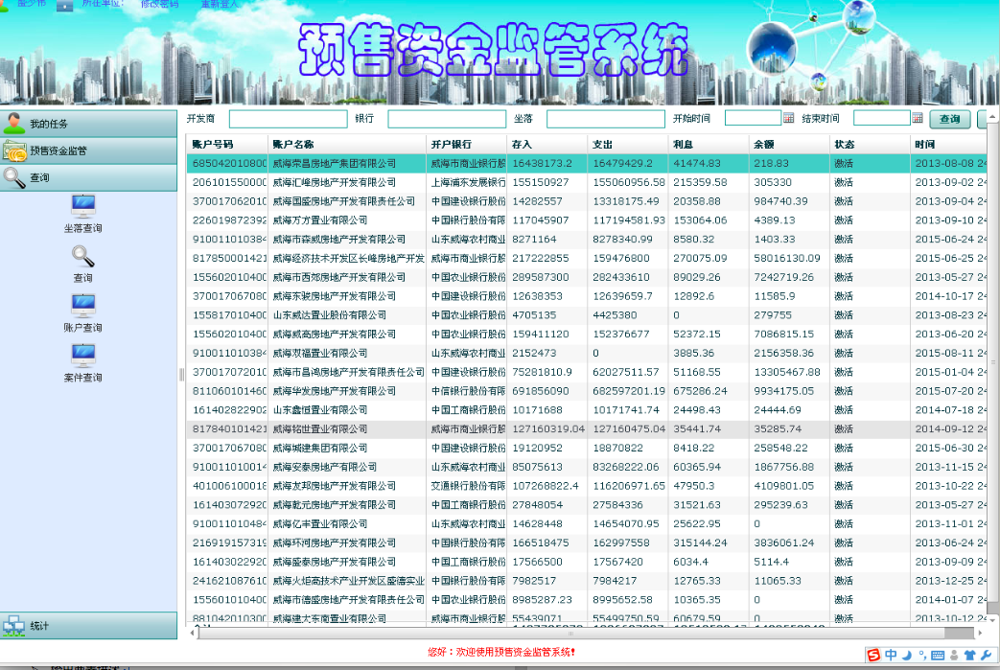 所在单位: 修改密码 重新登入
预售资金监管系统
我的任务
预售资金监管
查询
坐落查询
查询
账户查询
案件查询
统计
开发商 银行 坐落 开始时间 结束时间 查询
账户号码 账户名称 开户银行 存入 支出 利息 余额 状态 时间
685042010800 威海荣昌房地产集团有限公司 威海市商业银行股 16438173.2 16479429.2 41474.83 218.83 激活 2013-08-08 24
206101550000 威海汇峰房地产开发有限公司 上海浦东发展银行 155150927 155060956.58 215359.58 305330 激活 2013-09-02 24
370017062010 威海国盛房地产开发有限责任公司 中国建设银行股份 14282557 13318175.49 20358.88 984740.39 激活 2013-09-04 24
226019872392 威海万方置业有限公司 中国银行股份有限 117045907 117194581.93 153064.06 4389.13 激活 2013-09-10 24
910011010384 威海市森威房地产开发有限公司 山东威海农村商业 8271164 8278340.99 8580.32 1403.33 激活 2015-06-24 24
817850001421 威海经济技术开发区长峰房地产开发 威海市商业银行股 217222855 159476800 270075.09 58016130.09 激活 2015-06-25 24
155602010400 威海市西郊房地产开发有限公司 中国农业银行股份 289587300 282433610 89029.26 7242719.26 激活 2013-05-27 24
370017067080 威海东骏房地产开发有限公司 中国建设银行股份 12638353 12639659.7 12892.6 11585.9 激活 2014-10-17 24
155817010400 山东威达置业股份有限公司 中国农业银行股份 4705135 4425380 0 279755 激活 2013-08-23 24
155602010400 威海威高房地产开发有限公司 中国农业银行股份 159411120 152376677 52372.15 7086815.15 激活 2013-06-20 24
910011010384 威海双福置业有限公司 山东威海农村商业 2152473 0 3885.36 2156358.36 激活 2015-08-11 24
370017072010 威海市昌鸿房地产开发有限责任公司 中国建设银行股份 75281810.9 62027511.57 51168.55 13305467.88 激活 2015-01-04 24
811060101460 威海华发房地产开发有限公司 中信银行股份有限 691856090 682597201.19 675286.24 9934175.05 激活 2015-07-20 24
161402822902 山东鑫恒置业有限公司 中国工商银行股份 10171688 10171741.74 24498.43 24444.69 激活 2014-07-18 24
817840101421 威海铭世置业有限公司 威海市商业银行股 127160319.04 127160475.04 35441.74 35285.74 激活 2014-09-12 24
370017067080 威海城建集团有限公司 中国建设银行股份 19120952 18870822 8418.22 258548.22 激活 2015-06-30 24
910011010014 威海安泰房地产有限公司 山东威海农村商业 85075613 83268222.06 60365.94 1867756.88 激活 2013-11-15 24
401006100018 威海友邦房地产开发有限公司 交通银行股份有限 107268822.4 116206971.65 47950.3 4109801.05 激活 2013-10-22 24
161403072920 威海乾元房地产开发有限公司 中国工商银行股份 27848054 27584336 31521.63 295239.63 激活 2013-05-27 24
910011010484 威海亿丰置业有限公司 山东威海农村商业 14628448 14654070.95 25622.95 0 激活 2013-11-01 24
216919157319 威海环河房地产开发有限公司 中国银行股份有限 166518475 162997558 315144.24 3836061.24 激活 2013-06-24 24
161403022920 威海盛泰房地产开发有限公司 中国工商银行股份 17566500 17567420 6034.4 5114.4 激活 2013-09-09 24
241621087610 威海火炬高技术产业开发区盛德实业 中国银行股份有限 7982517 7984217 12765.33 11065.33 激活 2013-12-25 24
155601010400 威海市德盛房地产开发有限责任公司 中国农业银行股份 8985287.23 8995652.58 10365.35 0 激活 2014-01-07 24
881042010300 威海建大东南置业有限公司 威海市商业银行股 55439071 55499750.59 60679.59 0 激活 2013-10-12 24
您好！欢迎使用预售资金监管系统！
中